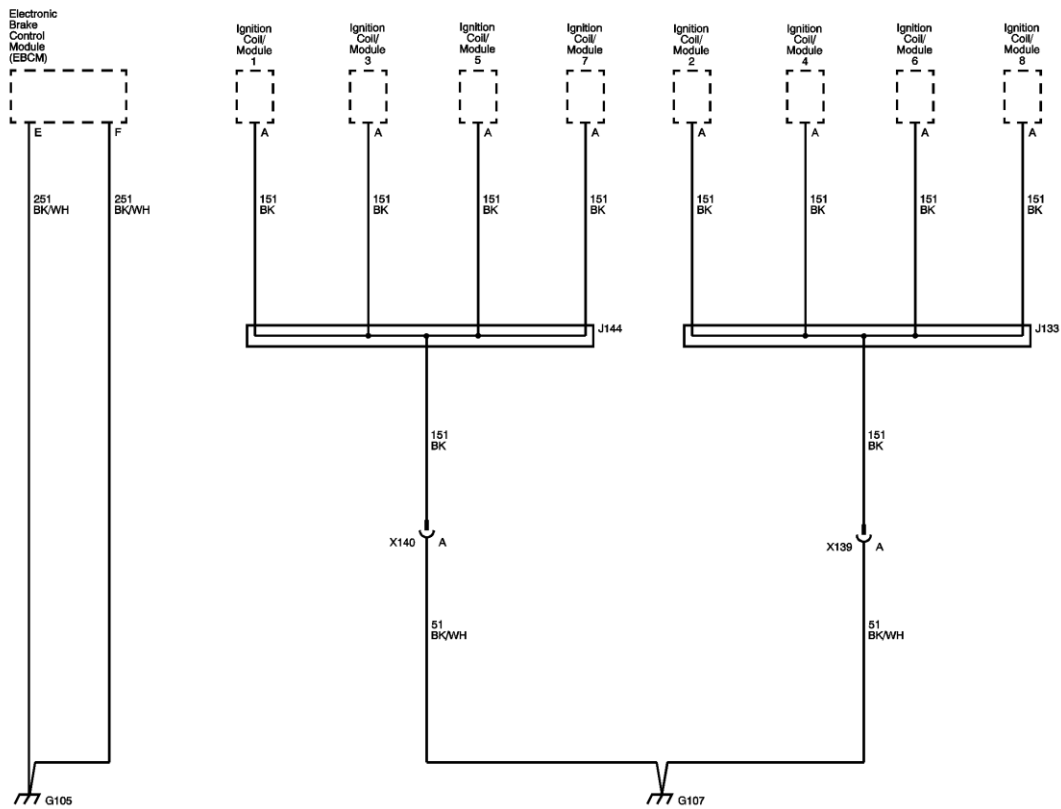 Electronic
Brake
Control
Module
(EBCM)
Ignition
Coil/
Module
1
Ignition
Coil/
Module
3
Ignition
Coil/
Module
5
Ignition
Coil/
Module
7
Ignition
Coil/
Module
2
Ignition
Coil/
Module
4
Ignition
Coil/
Module
6
Ignition
Coil/
Module
8
E
F
A
A
A
A
A
A
A
A
251
BK/WH
251
BK/WH
151
BK
151
BK
151
BK
151
BK
151
BK
151
BK
151
BK
151
BK
J144
J133
151
BK
151
BK
X140
A
X139
A
51
BK/WH
51
BK/WH
G105
G107